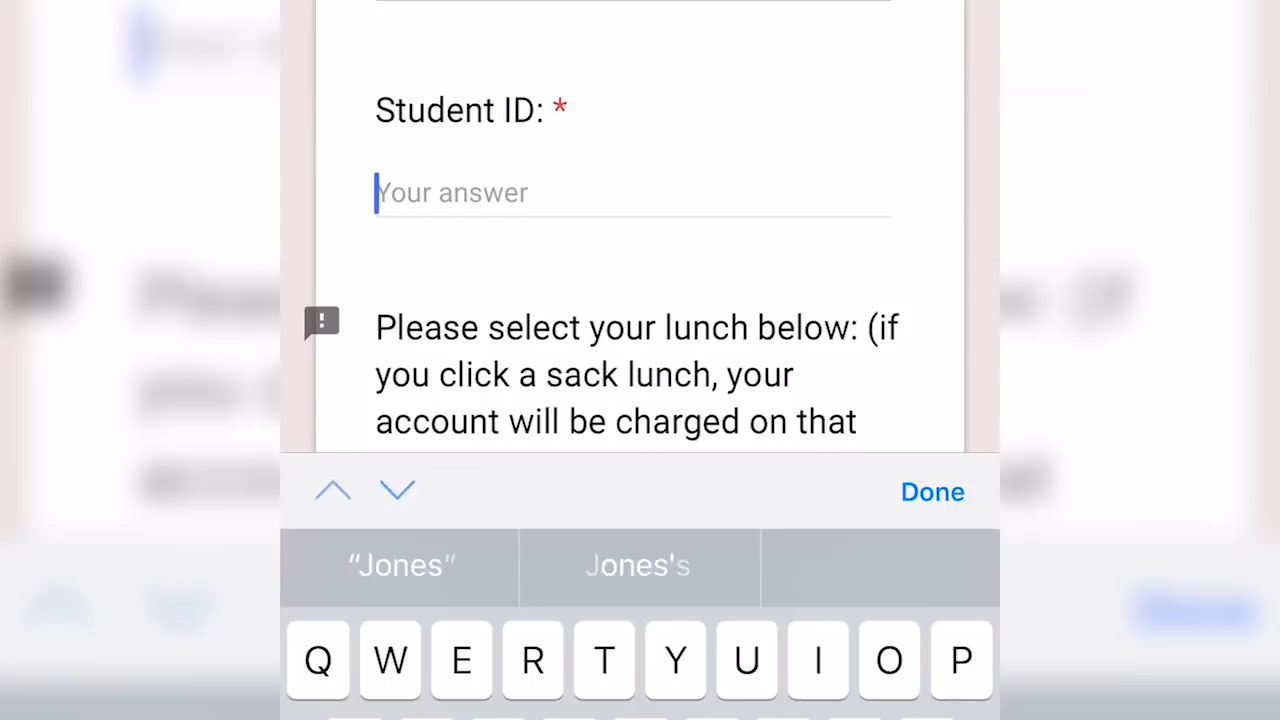 Student ID: *
Your answer
Please select your lunch below: (if
you click a sack lunch, your
account will be charged on that
Done
“Jones” Jones's
Q W E R T Y U I O P